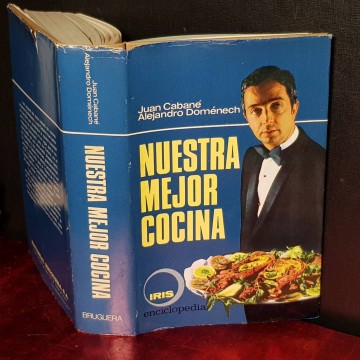 Juan Cabané
Alejandro Doménech
NUESTRA
MEJOR
COCINA
IRIS
enciclopedia
Juan Cabané
Alejandro Doménech
NUESTRA MEJOR COCINA
BRUGUERA